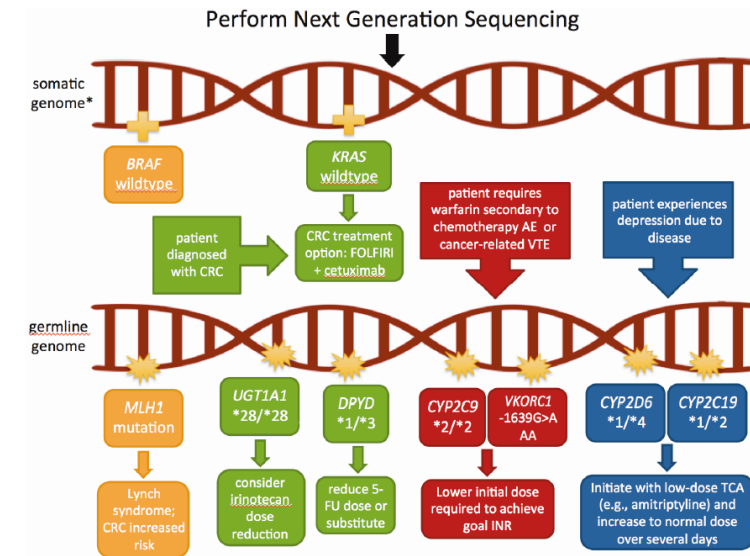 Perform Next Generation Sequencing
somatic
genome*
BRAF
wildtype
KRAS
wildtype
patient
diagnosed
with CRC
CRC treatment
option: FOLFIRI
+ cetuximab
patient requires
warfarin secondary to
chemotherapy AE or
cancer-related VTE
patient experiences
depression due to
disease
germline
genome
MLH1
mutation
UGT1A1
*28/*28
DPYD
*1/*3
CYP2C9
*2/*2
VKORC1
-1639G>A
AA
CYP2D6
*1/*4
CYP2C19
*1/*2
Lynch
syndrome;
CRC increased
risk
consider
irinotecan
dose
reduction
reduce 5-
FU dose or
substitute
Lower initial dose
required to achieve
goal INR
Initiate with low-dose TCA
(e.g., amitriptyline) and
increase to normal dose
over several days